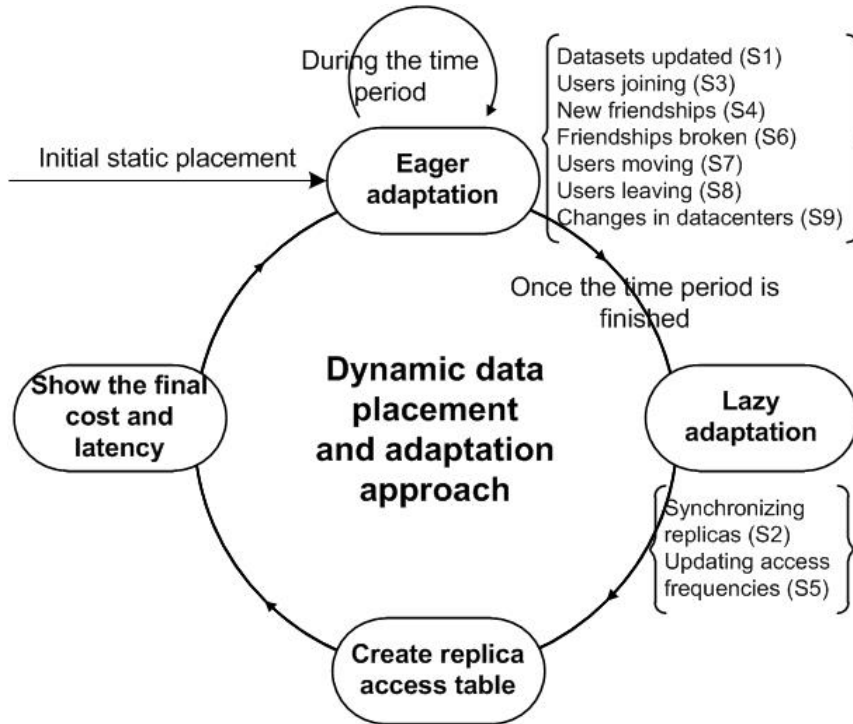 During the time
period
Datasets updated (S1)
Users joining (S3)
New friendships (S4)
Friendships broken (S6)
Users moving (S7)
Users leaving (S8)
Changes in datacenters (S9)
Initial static placement
Eager
adaptation
Once the time period is
finished
Show the final
cost and
latency
Dynamic data
placement
and adaptation
approach
Lazy
adaptation
Synchronizing
replicas (S2)
Updating access
frequencies (S5)
Create replica
access table